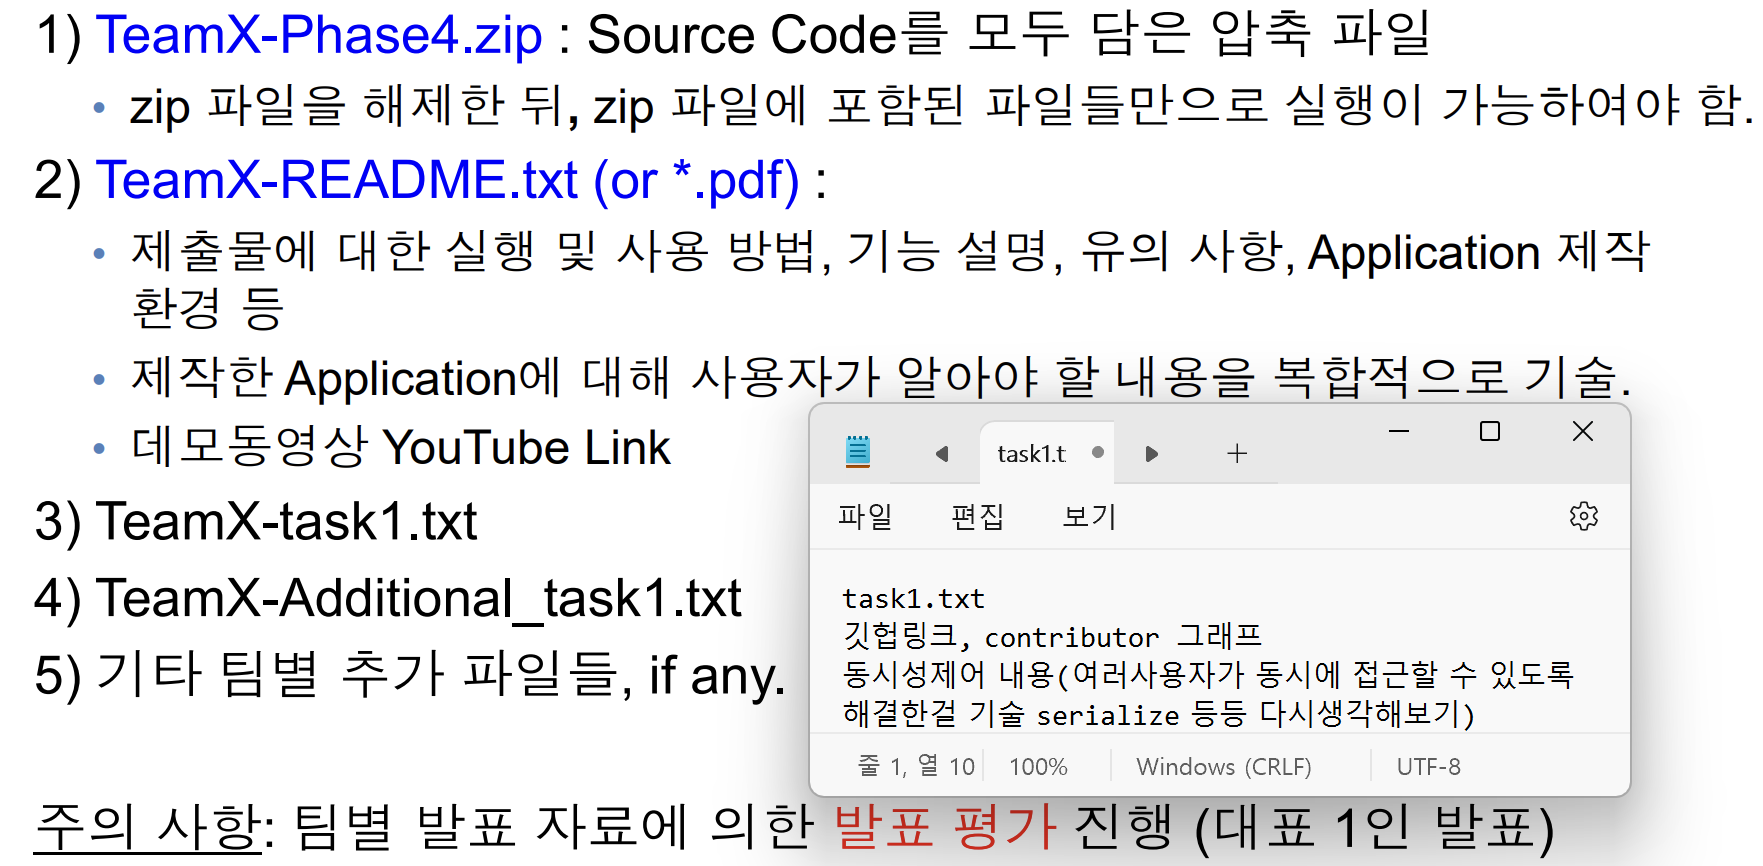 1) TeamX-Phase4.zip : Source Code를 모두 담은 압축 파일
• zip 파일을 해제한 뒤, zip 파일에 포함된 파일들만으로 실행이 가능하여야 함.
2) TeamX-README.txt (or *.pdf) :
• 제출물에 대한 실행 및 사용 방법, 기능 설명, 유의 사항, Application 제작
환경 등
• 제작한 Application에 대해 사용자가 알아야 할 내용을 복합적으로 기술.
• 데모동영상 YouTube Link
3) TeamX-task1.txt
4) TeamX-Additional_task1.txt
5) 기타 팀별 추가 파일들, if any.
task1.t
파일 편집 보기
task1.txt
깃헙링크, contributor 그래프
동시성제어 내용(여러사용자가 동시에 접근할 수 있도록
해결한걸 기술 serialize 등등 다시생각해보기)
줄 1, 열 10 100% Windows (CRLF) UTF-8
주의 사항: 팀별 발표 자료에 의한 발표 평가 진행 (대표 1인 발표)